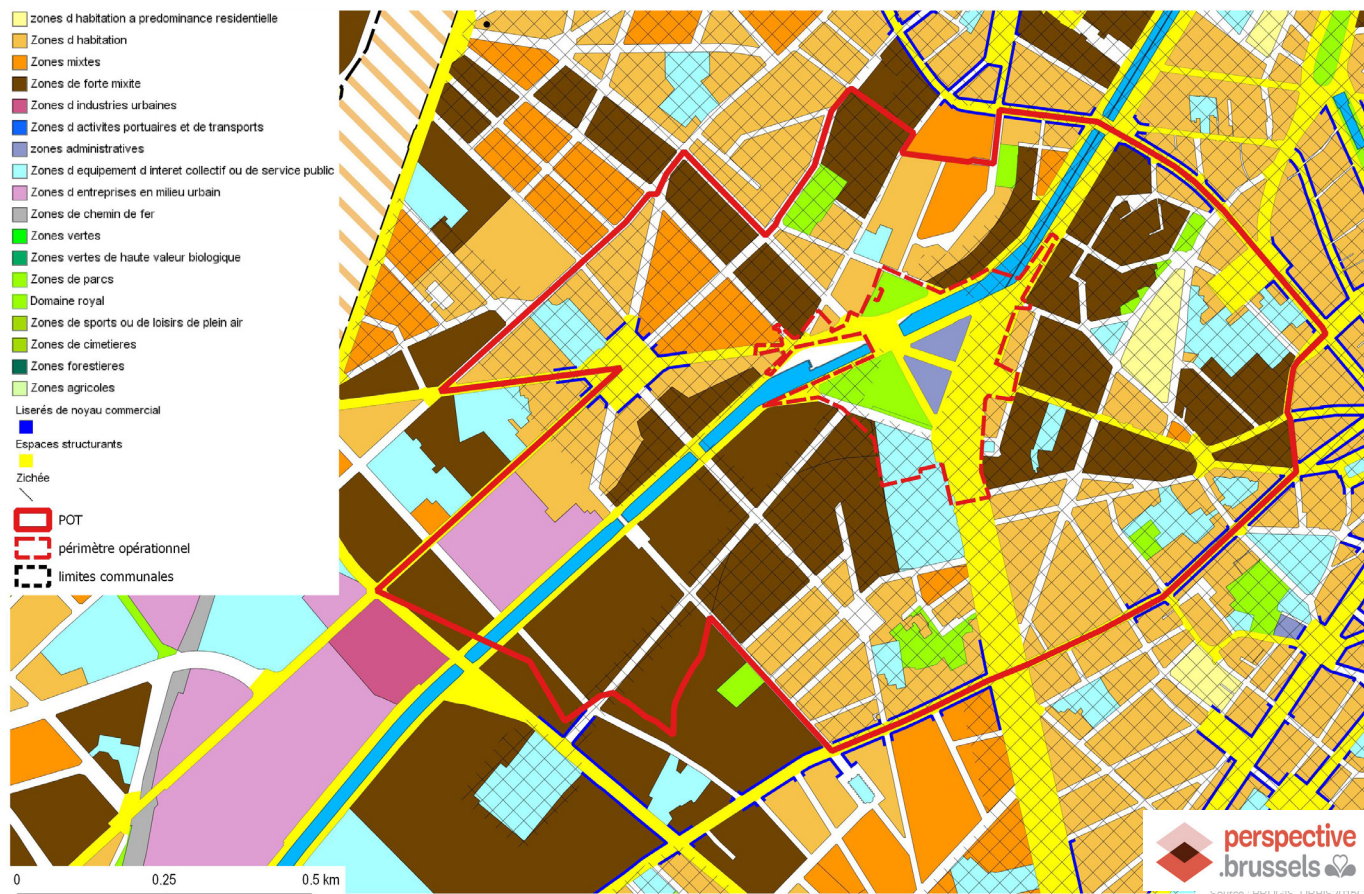 zones d habitation a predominance residentielle
Zones d habitation
Zones mixtes
Zones de forte mixite
Zones d industries urbaines
Zones d activites portuaires et de transports
zones administratives
Zones d equipement d interet collectif ou de service public
Zones d entreprises en milieu urbain
Zones de chemin de fer
Zones vertes
Zones vertes de haute valeur biologique
Zones de parcs
Domaine royal
Zones de sports ou de loisirs de plein air
Zones de cimetieres
Zones forestieres
Zones agricoles
Liserés de noyau commercial
Espaces structurants
Zichée
POT
périmètre opérationnel
limites communales
0 0.25 0.5 km
perspective
.brussels